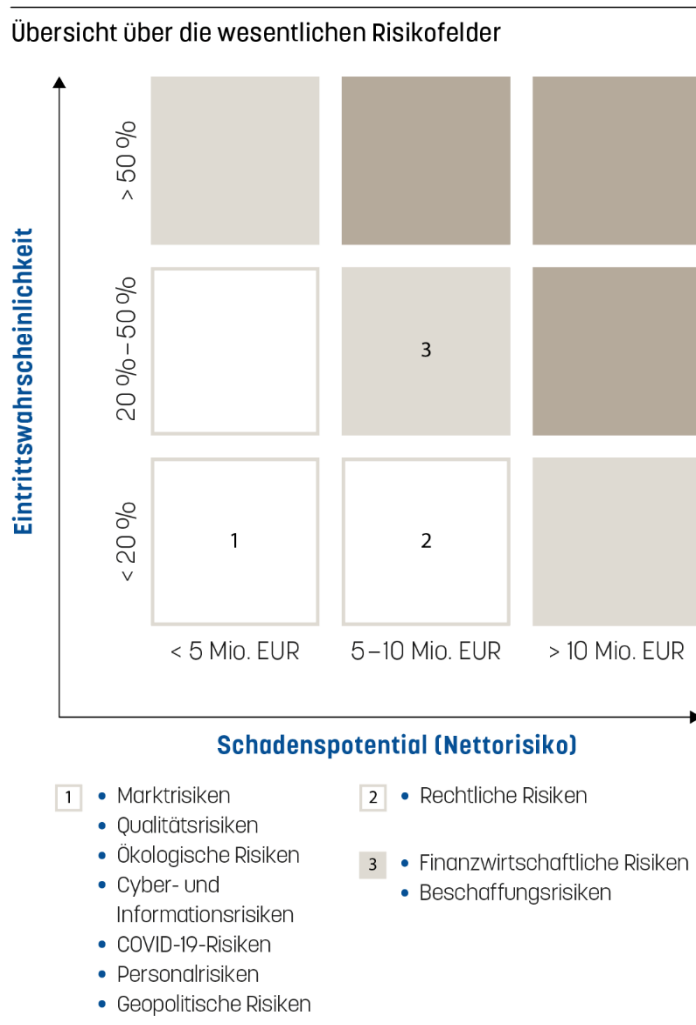 Übersicht über die wesentlichen Risikofelder
Eintrittswahrscheinlichkeit
> 50 %
20 %–50 %
3
< 20 %
1
2
< 5 Mio. EUR
5–10 Mio. EUR
> 10 Mio. EUR
Schadenspotential (Nettorisiko)
1
• Marktrisiken
• Qualitätsrisiken
• Ökologische Risiken
• Cyber- und
Informationsrisiken
• COVID-19-Risiken
• Personalrisiken
• Geopolitische Risiken
2
• Rechtliche Risiken
3
• Finanzwirtschaftliche Risiken
• Beschaffungsrisiken